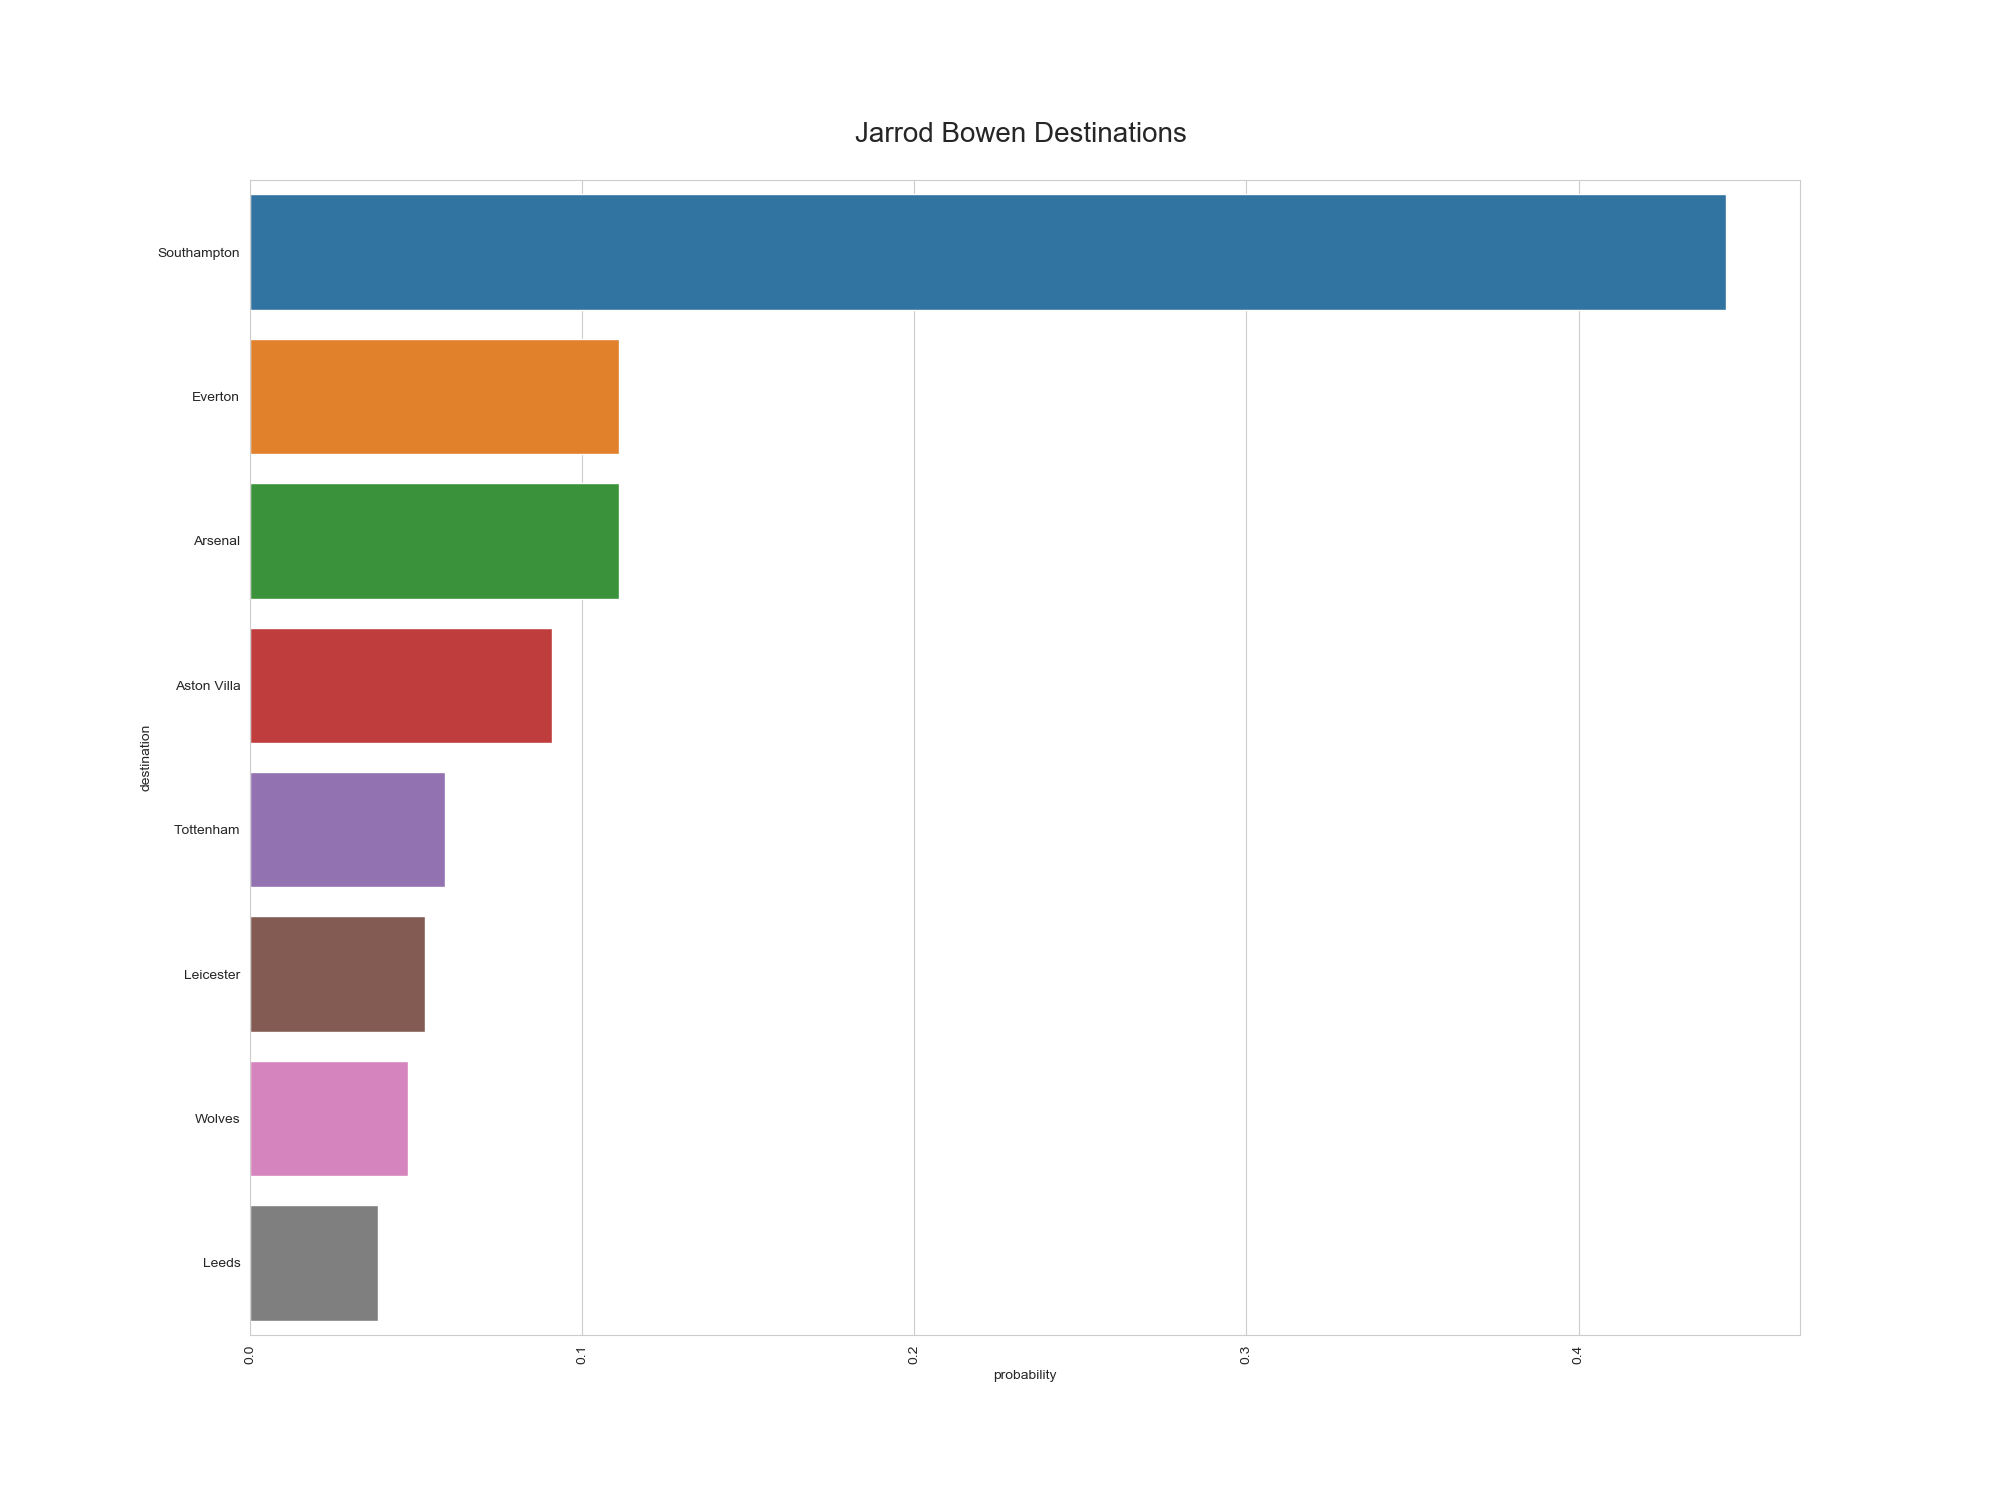 Jarrod Bowen Destinations
Southampton
Everton
Arsenal
Aston Villa
Tottenham
Leicester
Wolves
Leeds
destination
0.0
0.1
0.2
0.3
0.4
probability